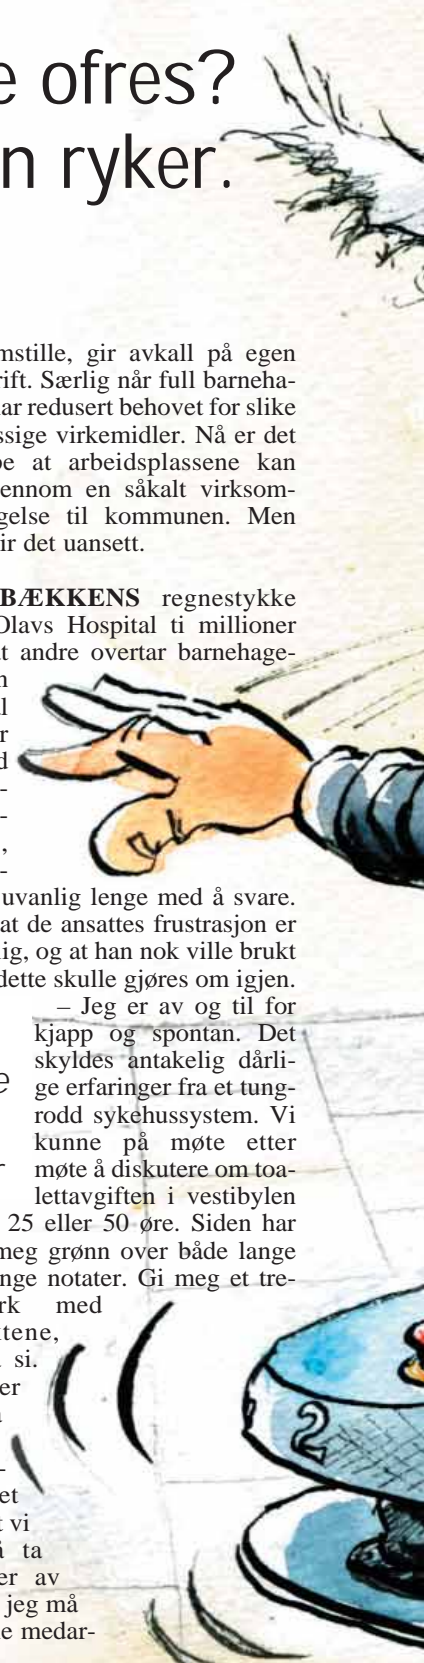 e ofres?
n ryker.
mstille, gir avkall på egen
rift. Særlig når full barneha-
ar redusert behovet for slike
ssige virkemidler. Nå er det
pe at arbeidsplassene kan
ennom en såkalt virksom-
gelse til kommunen. Men
ir det uansett.
BÆKKENS regnestykke
Olavs Hospital ti millioner
t andre overtar barnehage-
n
l
r
d
-
-
,
-
uvanlig lenge med å svare.
at de ansattes frustrasjon er
lig, og at han nok ville brukt
dette skulle gjøres om igjen.
– Jeg er av og til for
kjapp og spontan. Det
skyldes antakelig dårli-
ge erfaringer fra et tung-
rodd sykehussystem. Vi
kunne på møte etter
møte å diskutere om toa-
lettavgiften i vestibylen
25 eller 50 øre. Siden har
meg grønn over både lange
nge notater. Gi meg et tre-
rk med
ktene,
si.
er
-
et
t vi
å ta
er av
jeg må
e medar-
e
r
2